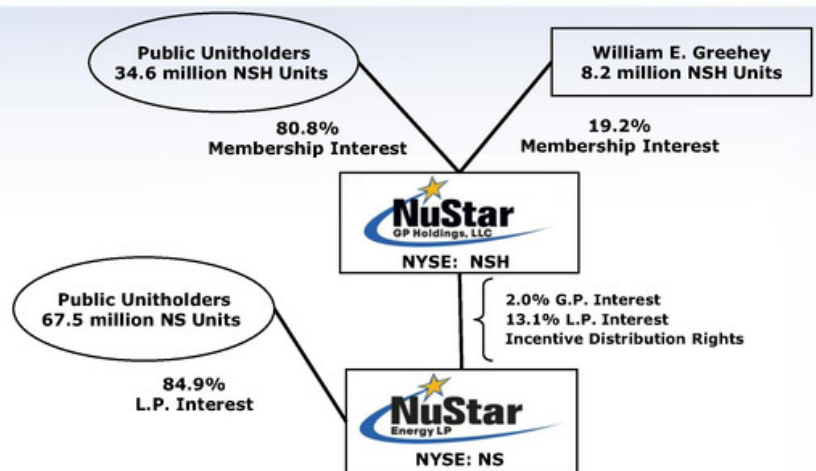 Public Unitholders
34.6 million NSH Units
William E. Greehey
8.2 million NSH Units
80.8%
Membership Interest
19.2%
Membership Interest
NuStar
GP Holdings, LLC
NYSE: NSH
Public Unitholders
67.5 million NS Units
2.0% G.P. Interest
13.1% L.P. Interest
Incentive Distribution Rights
84.9%
L.P. Interest
NuStar
Energy LP
NYSE: NS